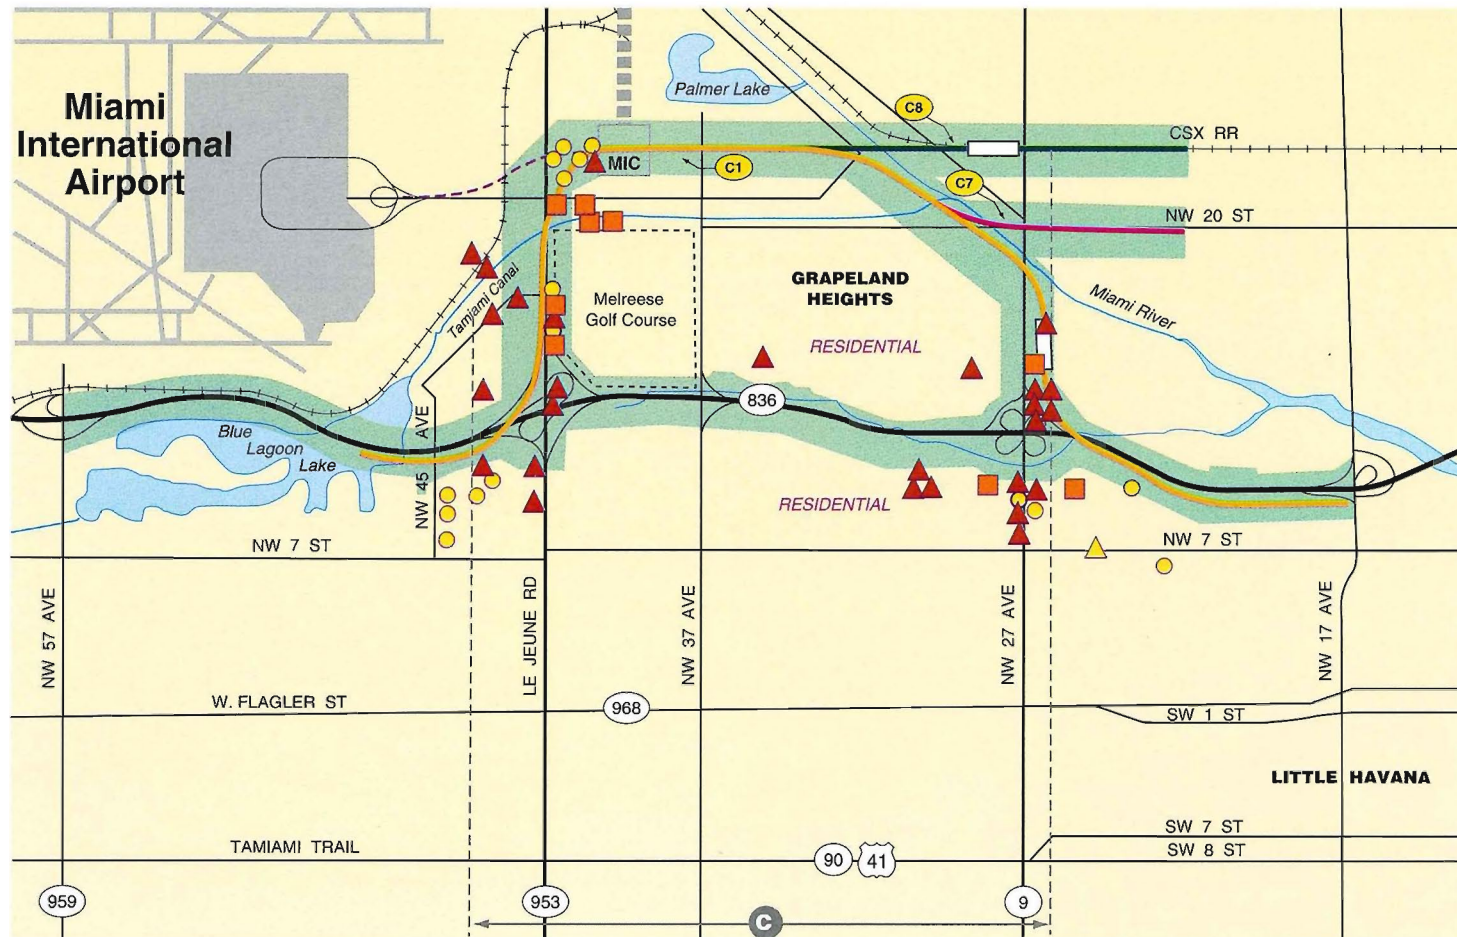 Miami
International
Airport
Palmer Lake
C8
CSX RR
MIC
C1
C7
NW 20 ST
Tamiami Canal
Melreese
Golf Course
GRAPELAND
HEIGHTS
RESIDENTIAL
Miami River
836
Blue
Lagoon
Lake
NW 45 AVE
RESIDENTIAL
NW 7 ST
NW 7 ST
NW 57 AVE
LE JEUNE RD
NW 37 AVE
NW 27 AVE
NW 17 AVE
W. FLAGLER ST
968
SW 1 ST
LITTLE HAVANA
TAMIAMI TRAIL
90
41
SW 7 ST
SW 8 ST
959
953
9
C